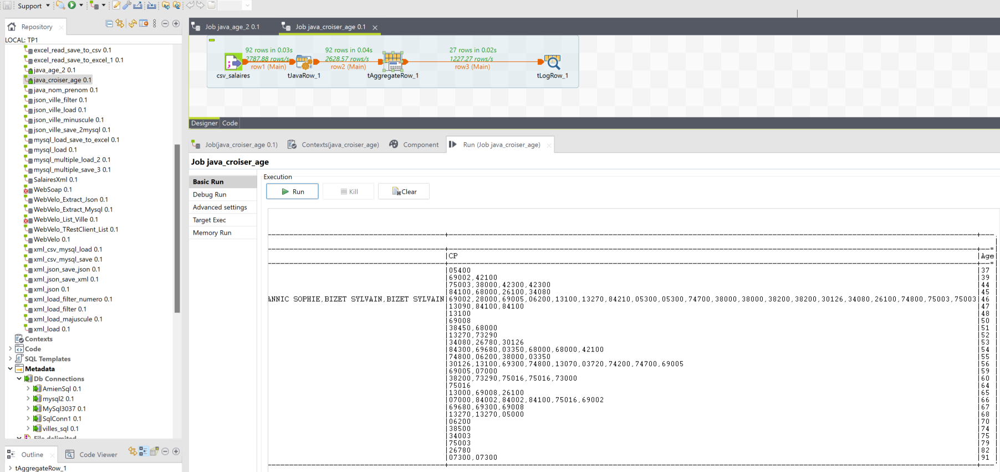 Support
Repository
LOCAL: TP1
excel_read_save_to_csv 0.1
excel_read_save_to_excel_1 0.1
java_age_2 0.1
java_croiser_age 0.1
java_nom_prenom 0.1
json_ville_filter 0.1
json_ville_load 0.1
json_ville_minuscule 0.1
json_ville_save_2mysql 0.1
mysql_load_save_to_excel 0.1
mysql_load 0.1
mysql_multiple_load_2 0.1
mysql_multiple_save_3 0.1
SalairesXml 0.1
WebSoap 0.1
WebVelo_Extract_Json 0.1
WebVelo_Extract_Mysql 0.1
WebVelo_List_Ville 0.1
WebVelo_TRestClient_List 0.1
WebVelo 0.1
xml_csv_mysql_load 0.1
xml_csv_mysql_save 0.1
xml_json_save_json 0.1
xml_json_save_xml 0.1
xml_json 0.1
xml_load_filter_numero 0.1
xml_load_filter 0.1
xml_load_majuscule 0.1
xml_load 0.1
Contexts
Code
SQL Templates
Metadata
Db Connections
AmienSql 0.1
mysql2 0.1
MySql3037 0.1
SqlConn1 0.1
villes_sql 0.1
File delimited
Outline
Code Viewer
tAggregateRow_1
Job java_age_2 0.1
Job java_croiser_age 0.1
92 rows in 0.03s
2787.88 rows/s
row1 (Main)
92 rows in 0.04s
2628.57 rows/s
row2 (Main)
27 rows in 0.02s
1227.27 rows/s
row3 (Main)
csv_salaires
tJavaRow_1
tAggregateRow_1
tLogRow_1
Designer
Code
Job(java_croiser_age 0.1)
Contexts(java_croiser_age)
Component
Run (Job java_croiser_age)
Job java_croiser_age
Basic Run
Debug Run
Advanced settings
Target Exec
Memory Run
Execution
Run
Kill
Clear
|CP |Age|
|05400 |37 |
|69002,42100 |39 |
|75003,38000,42300,42300 |44 |
|84100,68000,26100,34080 |45 |
ANNIC SOPHIE,BIZET SYLVAIN,BIZET SYLVAIN|69002,28000,69005,06200,13100,13270,84210,05300,05300,74700,38000,38000,38200,38200,30126,34080,26100,74800,75003,75003|46 |
|13090,84100,84100 |47 |
|13100 |48 |
|69008 |50 |
|38450,68000 |51 |
|13270,73290 |52 |
|34080,26780,30126 |53 |
|84300,69680,03350,68000,68000,42100 |54 |
|74800,06200,38000,03350 |55 |
|30126,13100,69300,74800,13070,03720,74200,74700,69005 |56 |
|69005,07000 |59 |
|38200,73290,75016,75016,73000 |60 |
|75016 |64 |
|13000,69008,26100 |65 |
|07000,84002,84002,84100,75016,69002 |66 |
|69680,69300,69008 |67 |
|13270,13270,05000 |68 |
|06200 |70 |
|38500 |74 |
|34003 |75 |
|75003 |79 |
|26780 |82 |
|07300,07300 |91 |